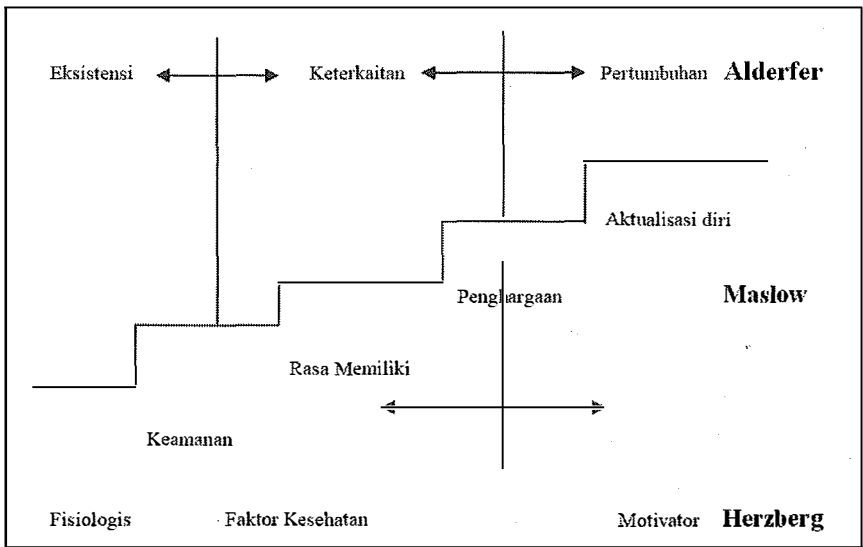 Eksistensi Keterkaitan Pertumbuhan Alderfer
Aktualisasi diri
Penghargaan Maslow
Rasa Memiliki
Keamanan
Fisiologis Faktor Kesehatan Motivator Herzberg